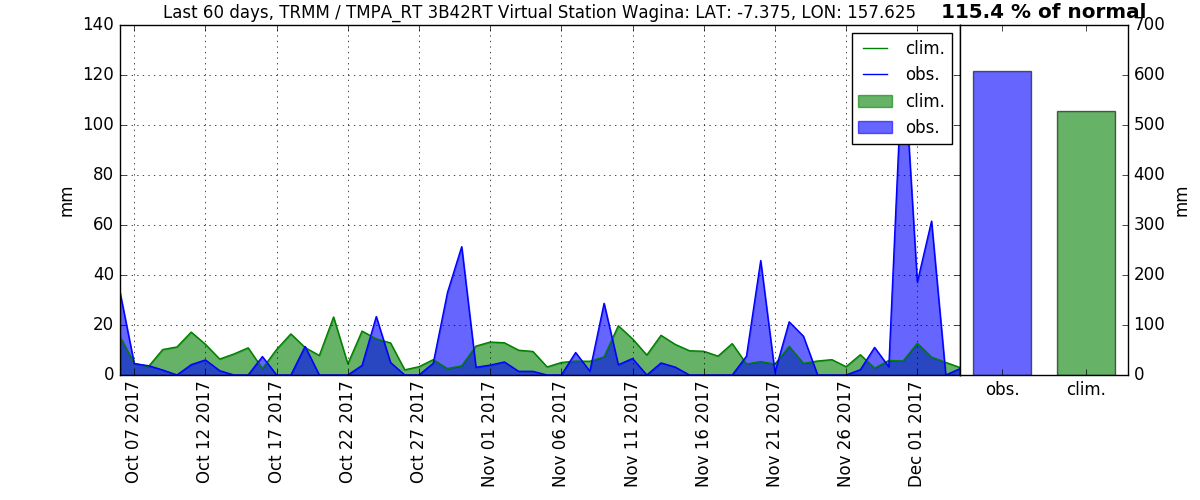 Last 60 days, TRMM / TMPA_RT 3B42RT Virtual Station Wagina: LAT: -7.375, LON: 157.625
115.4 % of normal
140
120
100
80
60
40
20
0
mm
clim.
obs.
clim.
obs.
700
600
500
400
300
200
100
0
mm
obs.
clim.
Oct 07 2017
Oct 12 2017
Oct 17 2017
Oct 22 2017
Oct 27 2017
Nov 01 2017
Nov 06 2017
Nov 11 2017
Nov 16 2017
Nov 21 2017
Nov 26 2017
Dec 01 2017